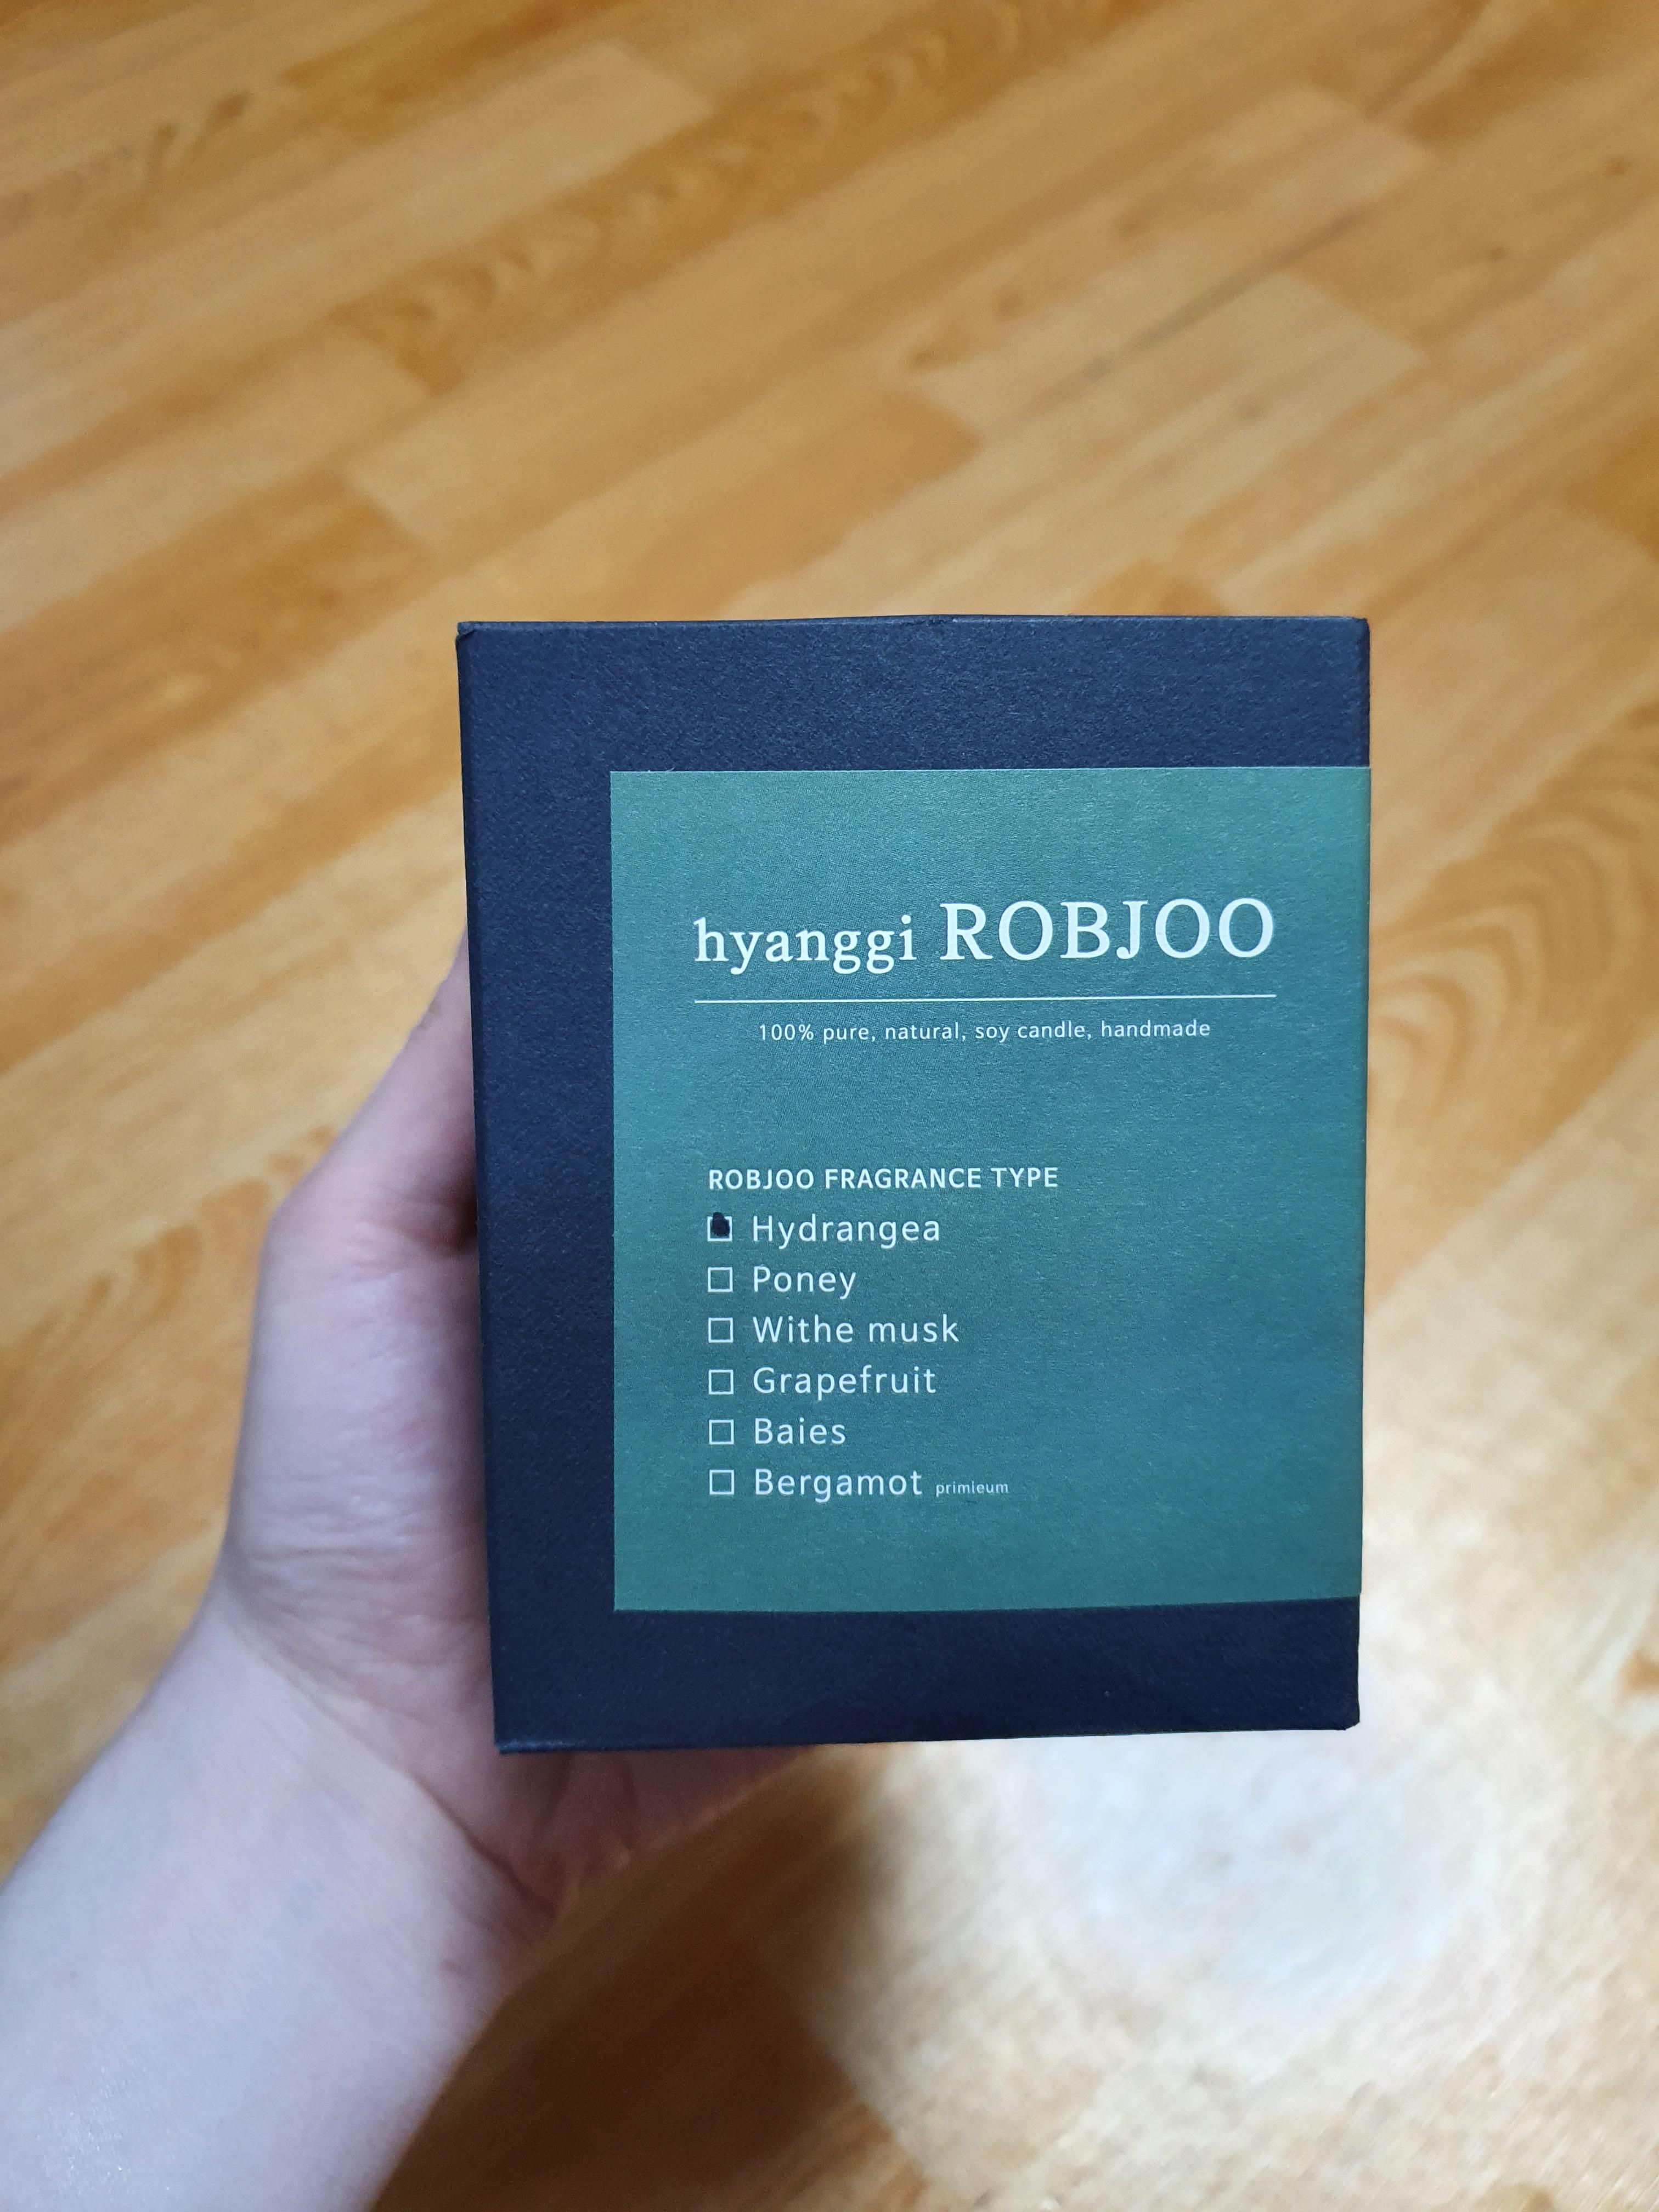 hyanggi ROBJOO
100% pure, natural, soy candle, handmade
ROBJOO FRAGRANCE TYPE
Hydrangea
Poney
Withe musk
Grapefruit
Baies
Bergamot primieum